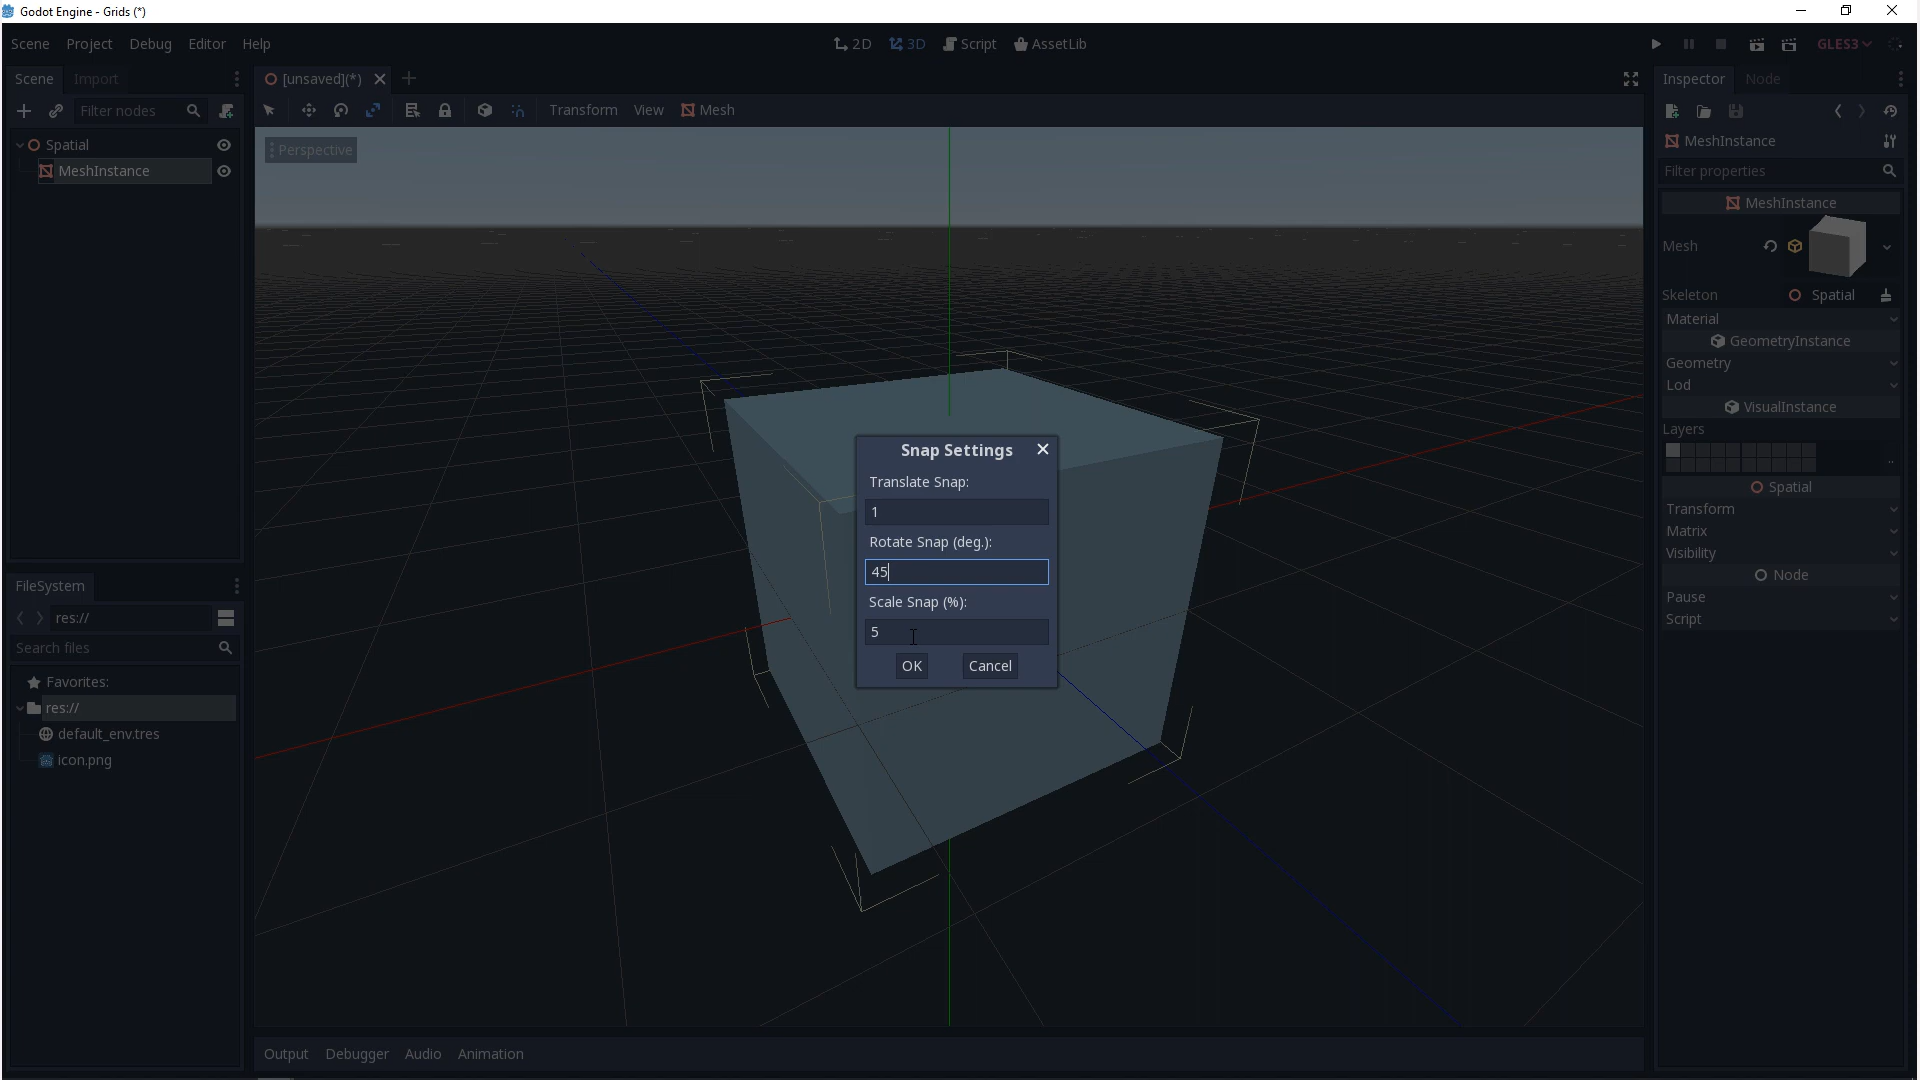 Godot Engine - Grids (*)
Scene Project Debug Editor Help
2D 3D Script AssetLib
GLES3
Scene Import
[unsaved](*)
Inspector Node
Filter nodes
Transform View Mesh
Spatial
MeshInstance
Perspective
MeshInstance
Filter properties
MeshInstance
Mesh
Skeleton Spatial
Material
GeometryInstance
Geometry
Lod
VisualInstance
Layers
..
Spatial
Transform
Matrix
Visibility
Node
Pause
Script
Snap Settings
Translate Snap:
1
Rotate Snap (deg.):
45
Scale Snap (%):
5
OK Cancel
FileSystem
res://
Search files
Favorites:
res://
default_env.tres
icon.png
Output Debugger Audio Animation